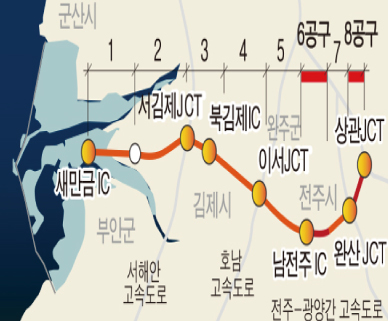 군산시
6공구
8공구
1 2 3 4 5 7
서김제JCT
북김제IC
완주군
상관JCT
이서JCT
새만금 IC
김제시
전주시
부안군
서해안
고속도로
호남
고속도로
남전주 IC
완산 JCT
전주-광양간 고속도로